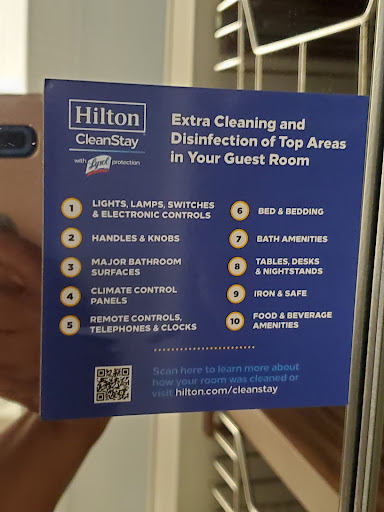 Hilton
CleanStay
with Lysol protection
Extra Cleaning and
Disinfection of Top Areas
in Your Guest Room
1 LIGHTS, LAMPS, SWITCHES
& ELECTRONIC CONTROLS
2 HANDLES & KNOBS
3 MAJOR BATHROOM
SURFACES
4 CLIMATE CONTROL
PANELS
5 REMOTE CONTROLS,
TELEPHONES & CLOCKS
6 BED & BEDDING
7 BATH AMENITIES
8 TABLES, DESKS
& NIGHTSTANDS
9 IRON & SAFE
10 FOOD & BEVERAGE
AMENITIES
Scan here to learn more about
how your room was cleaned or
visit hilton.com/cleanstay